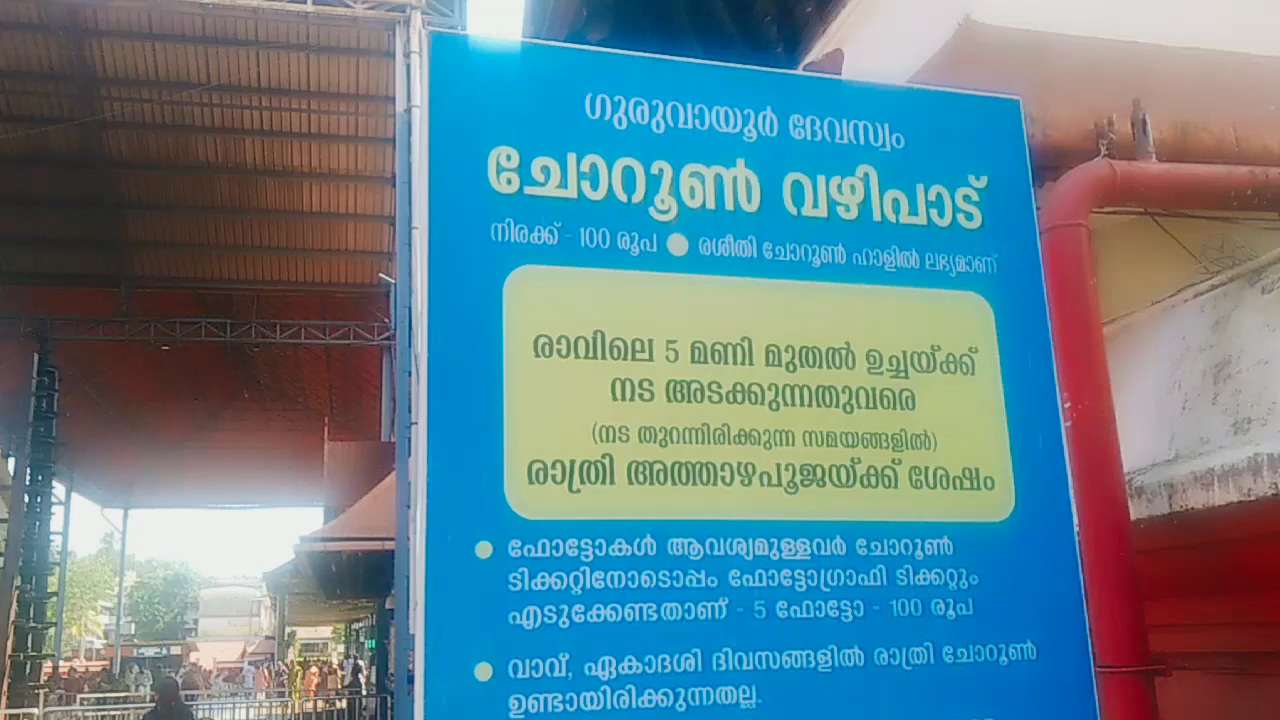 ഗുരുവായൂർ ദേവസ്വം
ചോറൂൺ വഴിപാട്
നിരക്ക് - 100 രൂപ ● രശീതി ചോറൂൺ ഹാളിൽ ലഭ്യമാണ്
രാവിലെ 5 മണി മുതൽ ഉച്ചയ്ക്ക്
നട അടക്കുന്നതുവരെ
(നട തുറന്നിരിക്കുന്ന സമയങ്ങളിൽ)
രാത്രി അത്താഴപൂജയ്ക്ക് ശേഷം
● ഫോട്ടോകൾ ആവശ്യമുള്ളവർ ചോറൂൺ
ടിക്കറ്റിനോടൊപ്പം ഫോട്ടോഗ്രാഫി ടിക്കറ്റും
എടുക്കേണ്ടതാണ് - 5 ഫോട്ടോ - 100 രൂപ
● വാവ്, ഏകാദശി ദിവസങ്ങളിൽ രാത്രി ചോറൂൺ
ഉണ്ടായിരിക്കുന്നതല്ല.